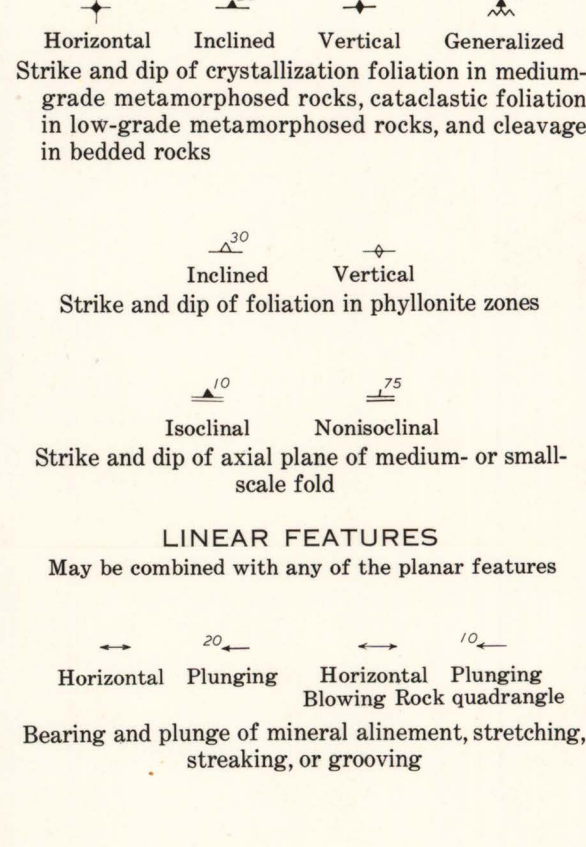 Horizontal Inclined Vertical Generalized
Strike and dip of crystallization foliation in medium-
grade metamorphosed rocks, cataclastic foliation
in low-grade metamorphosed rocks, and cleavage
in bedded rocks
30
Inclined Vertical
Strike and dip of foliation in phyllonite zones
10 75
Isoclinal Nonisoclinal
Strike and dip of axial plane of medium- or small-
scale fold
LINEAR FEATURES
May be combined with any of the planar features
20 10
Horizontal Plunging Horizontal Plunging
Blowing Rock quadrangle
Bearing and plunge of mineral alinement, stretching,
streaking, or grooving